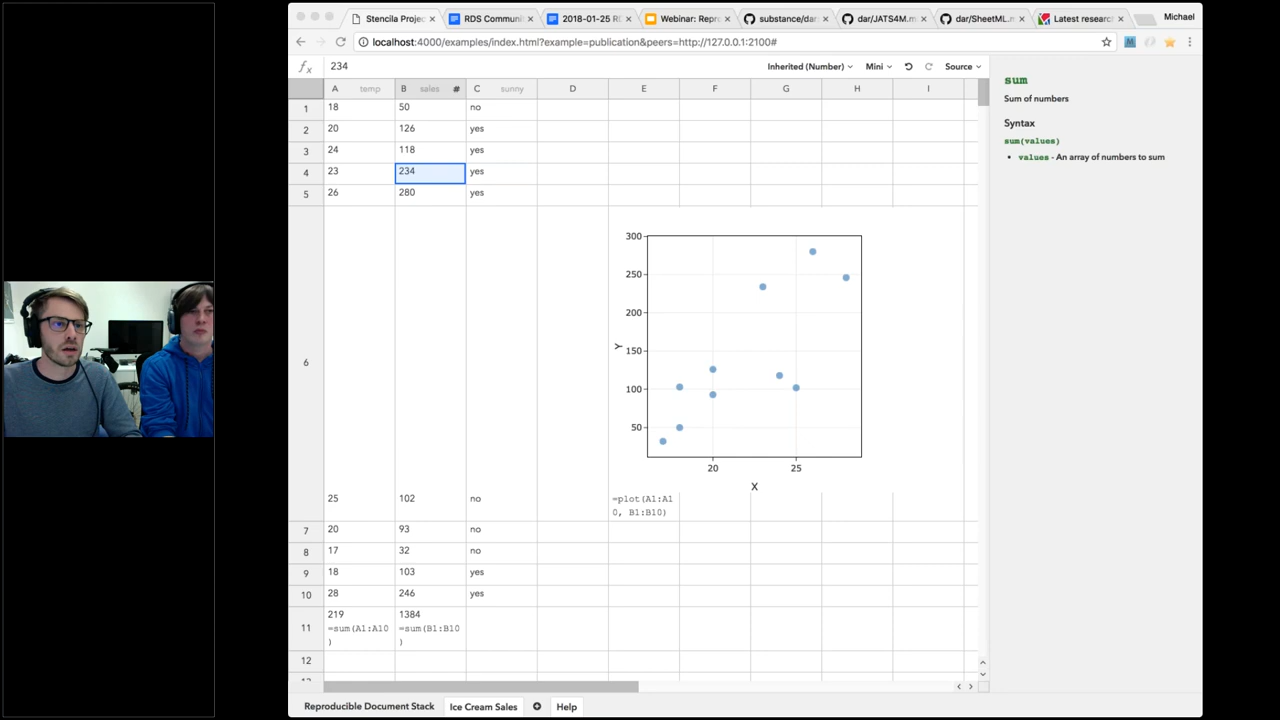 Stencila Projec
RDS Communi
2018-01-25 RD
Webinar: Repro
substance/dar
dar/JATS4M.m
dar/SheetML.m
Latest researc
Michael
localhost:4000/examples/index.html?example=publication&peers=http://127.0.0.1:2100#
fx 234 Inherited (Number) Mini Source
A temp B sales # C sunny D E F G H I
1 18 50 no
2 20 126 yes
3 24 118 yes
4 23 234 yes
5 26 280 yes
300
250
200
150
100
50
Y
20 25
X
6 25 102 no =plot(A1:A1
0, B1:B10)
7 20 93 no
8 17 32 no
9 18 103 yes
10 28 246 yes
11 219 1384
=sum(A1:A10 =sum(B1:B10
) )
12
Reproducible Document Stack Ice Cream Sales Help
sum
Sum of numbers
Syntax
sum(values)
values - An array of numbers to sum